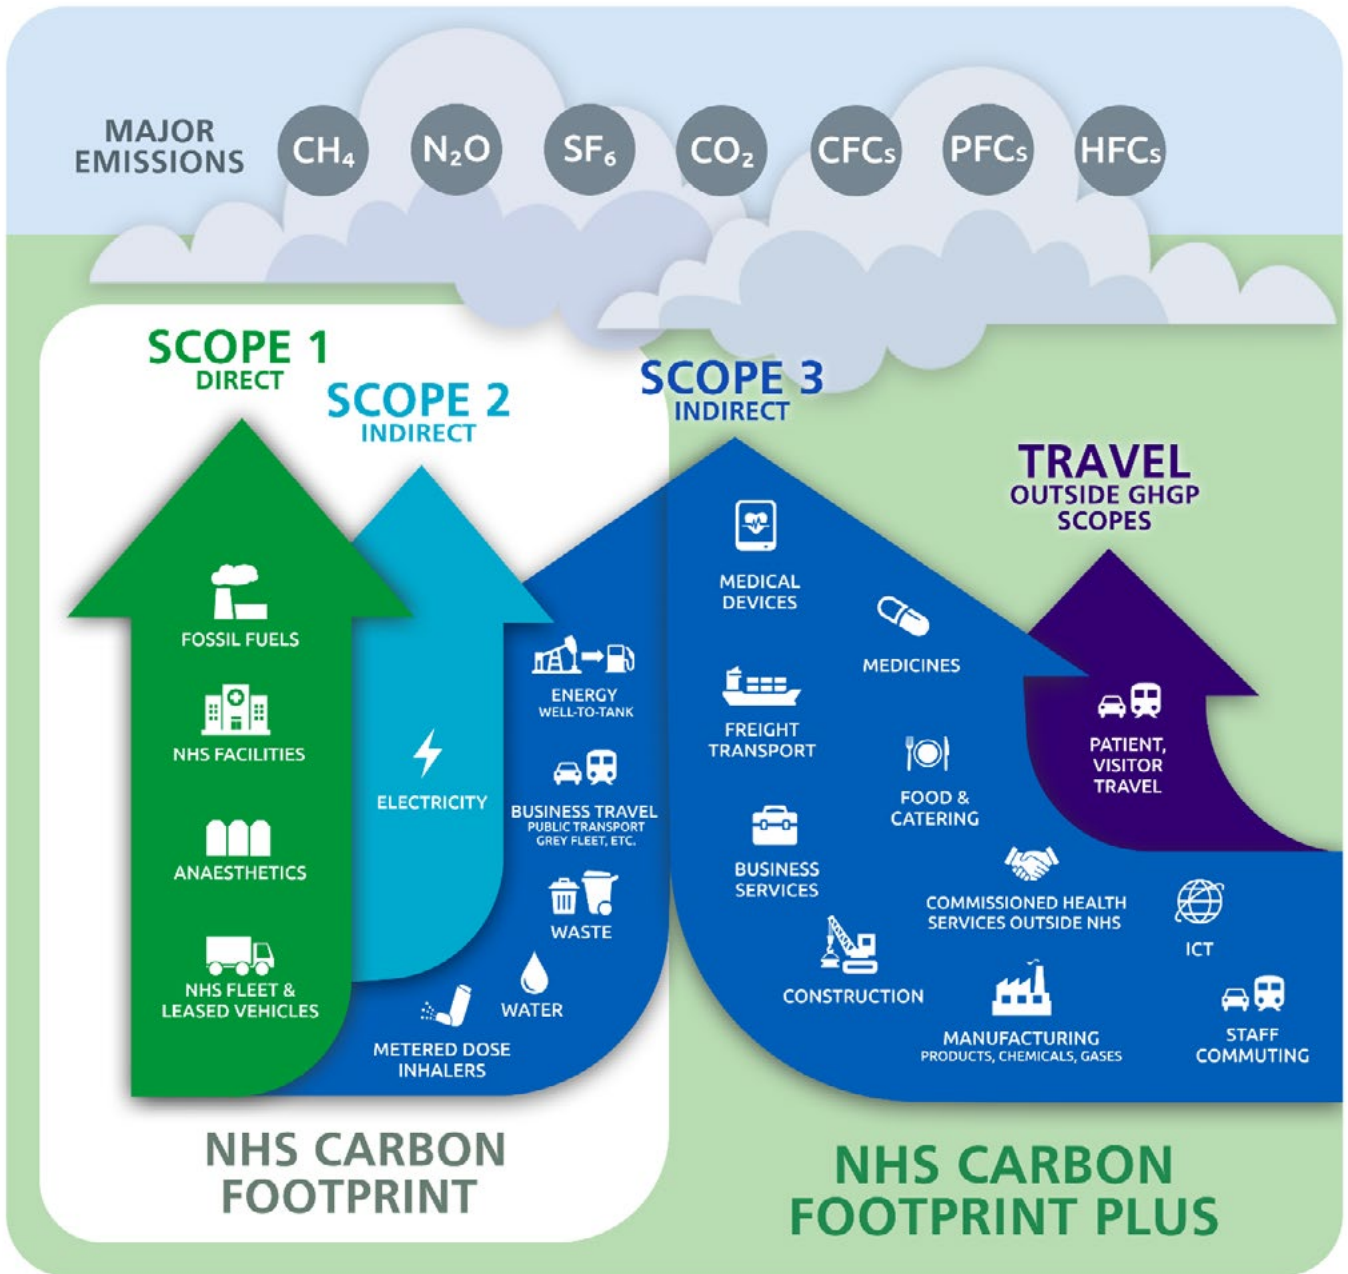 MAJOR
EMISSIONS
CH₄
N₂O
SF₆
CO₂
CFCs
PFCs
HFCs
SCOPE 1
DIRECT
SCOPE 2
INDIRECT
SCOPE 3
INDIRECT
TRAVEL
OUTSIDE GHGP
SCOPES
FOSSIL FUELS
NHS FACILITIES
ANAESTHETICS
NHS FLEET &
LEASED VEHICLES
ELECTRICITY
ENERGY
WELL-TO-TANK
BUSINESS TRAVEL
PUBLIC TRANSPORT
GREY FLEET, ETC.
WASTE
WATER
METERED DOSE
INHALERS
MEDICAL
DEVICES
MEDICINES
FREIGHT
TRANSPORT
FOOD &
CATERING
BUSINESS
SERVICES
COMMISSIONED HEALTH
SERVICES OUTSIDE NHS
CONSTRUCTION
MANUFACTURING
PRODUCTS, CHEMICALS, GASES
ICT
STAFF
COMMUTING
PATIENT,
VISITOR
TRAVEL
NHS CARBON
FOOTPRINT
NHS CARBON
FOOTPRINT PLUS